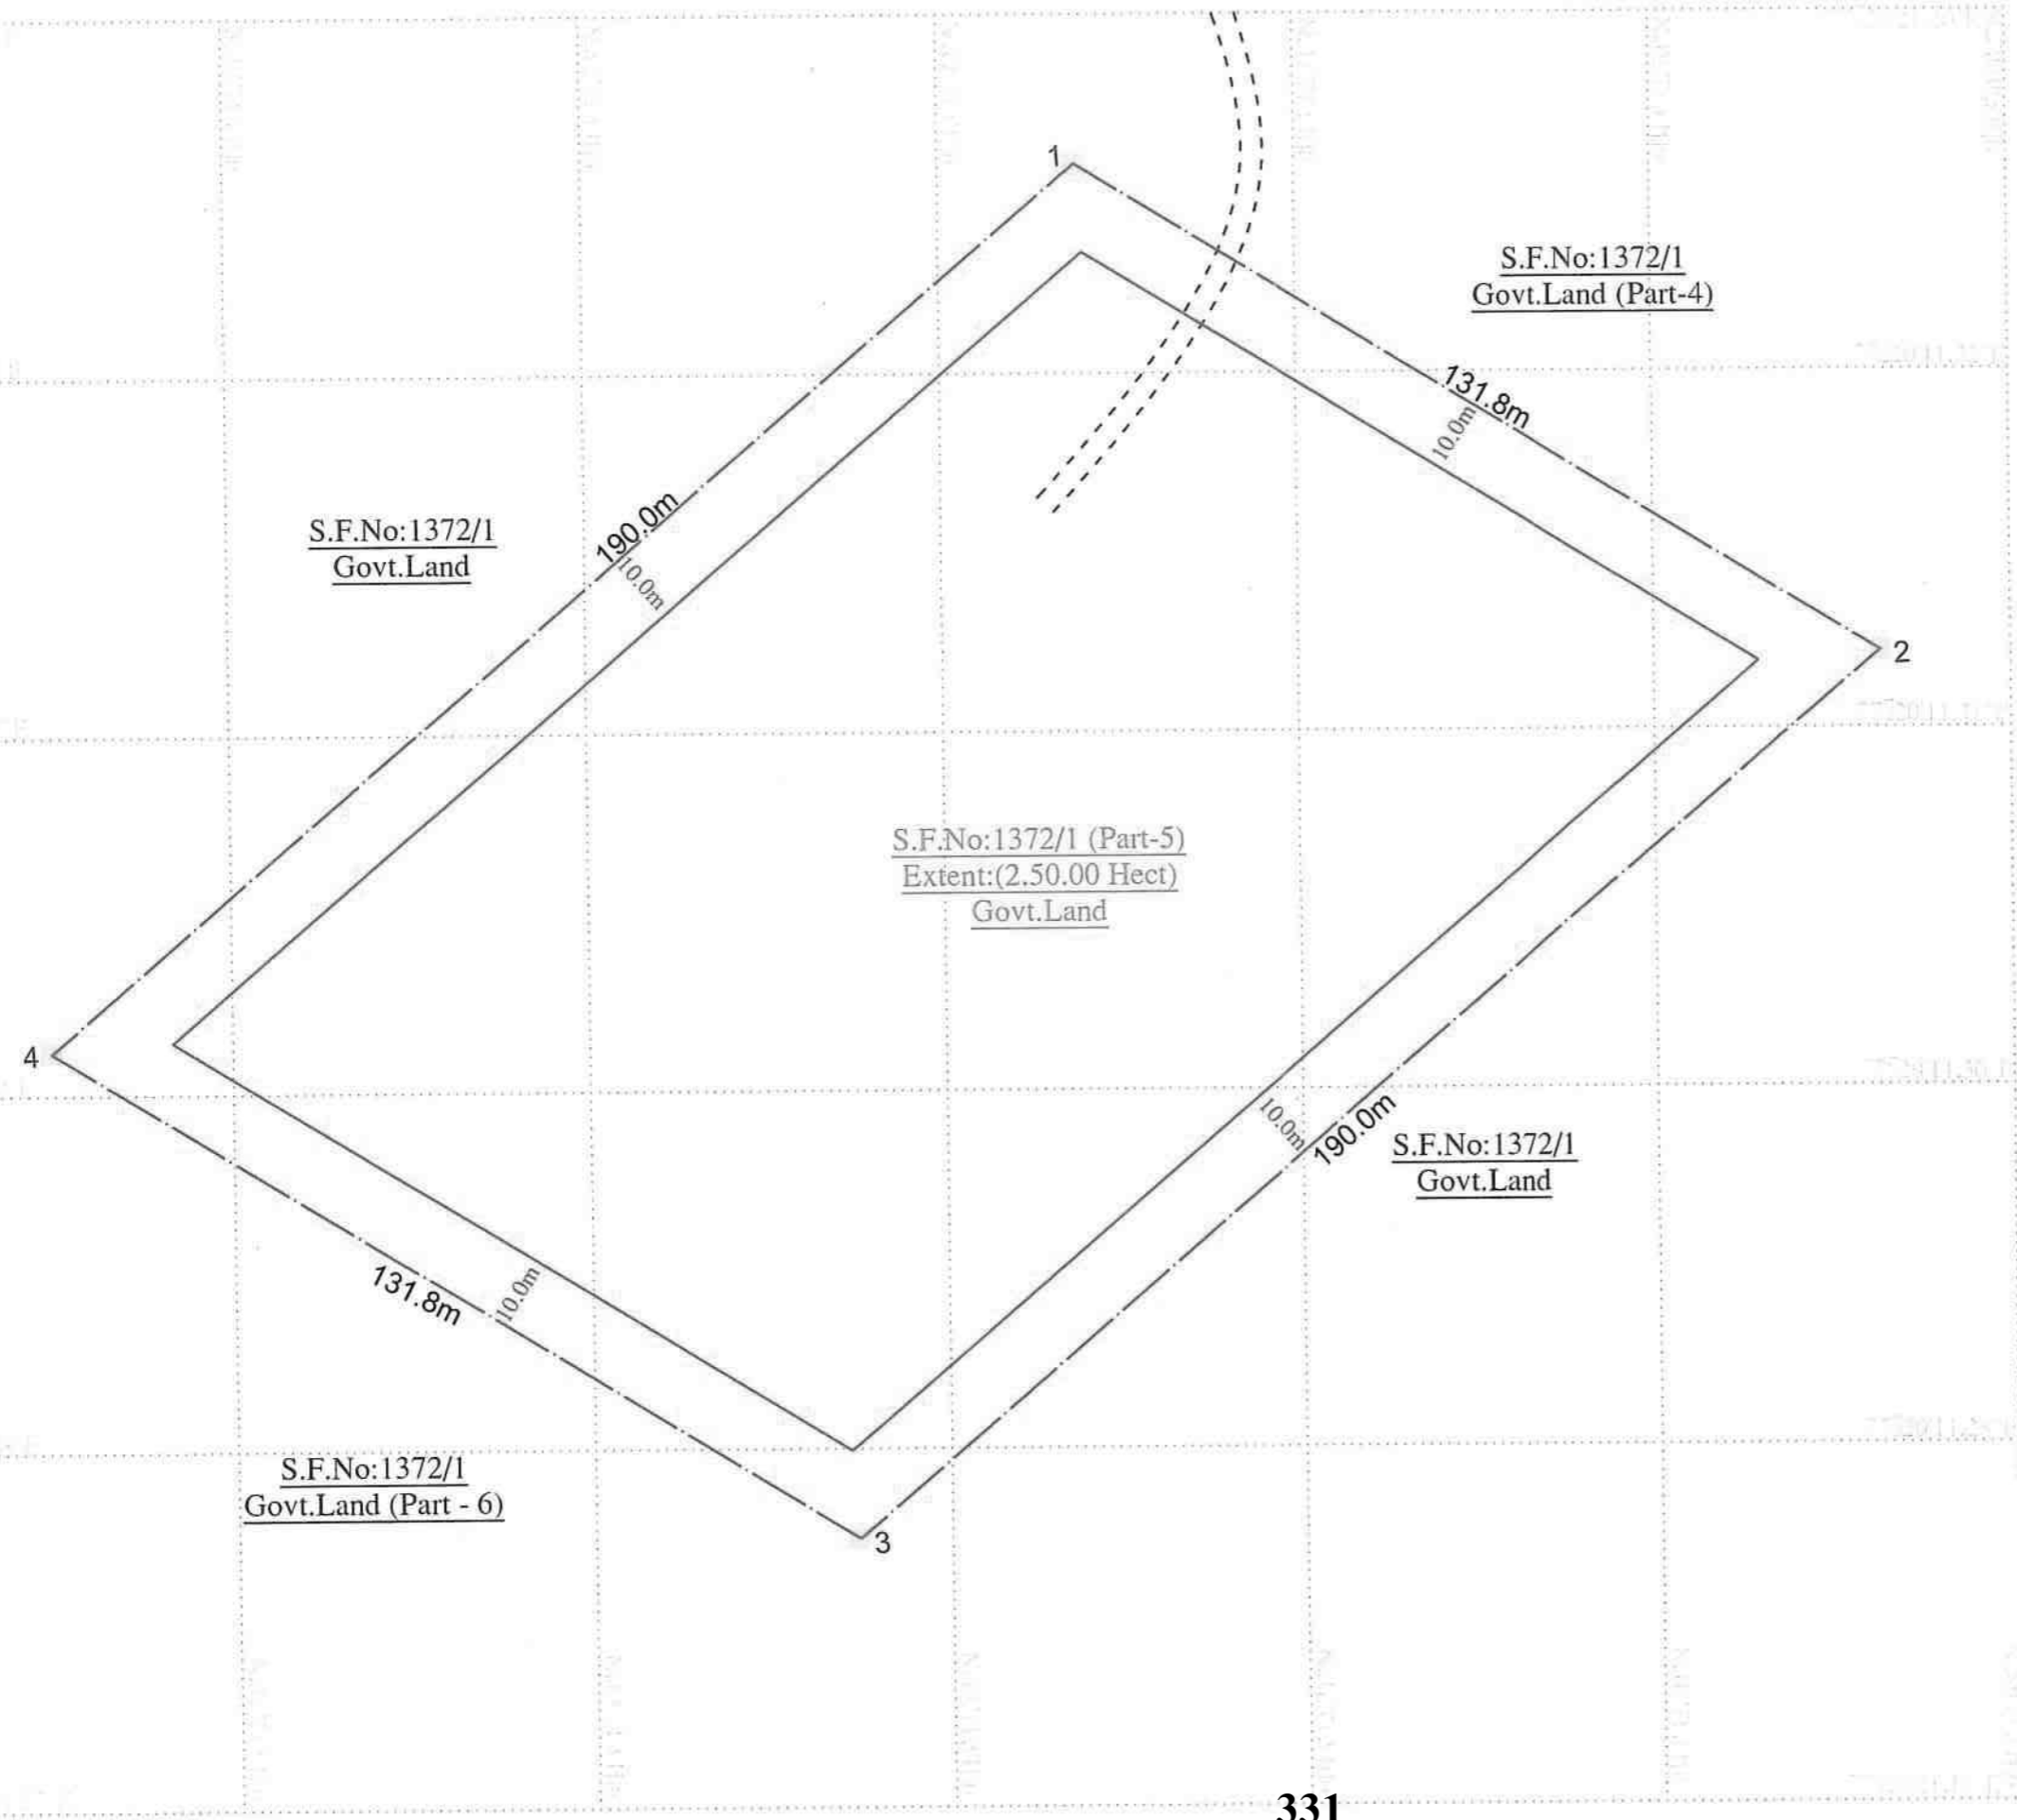 1
S.F.No:1372/1
Govt.Land (Part-4)
131.8m
10.0m
190.0m
10.0m
S.F.No:1372/1
Govt.Land
2
S.F.No:1372/1 (Part-5)
Extent:(2.50.00 Hect)
Govt.Land
4
10.0m
190.0m
S.F.No:1372/1
Govt.Land
131.8m
10.0m
S.F.No:1372/1
Govt.Land (Part - 6)
3
331